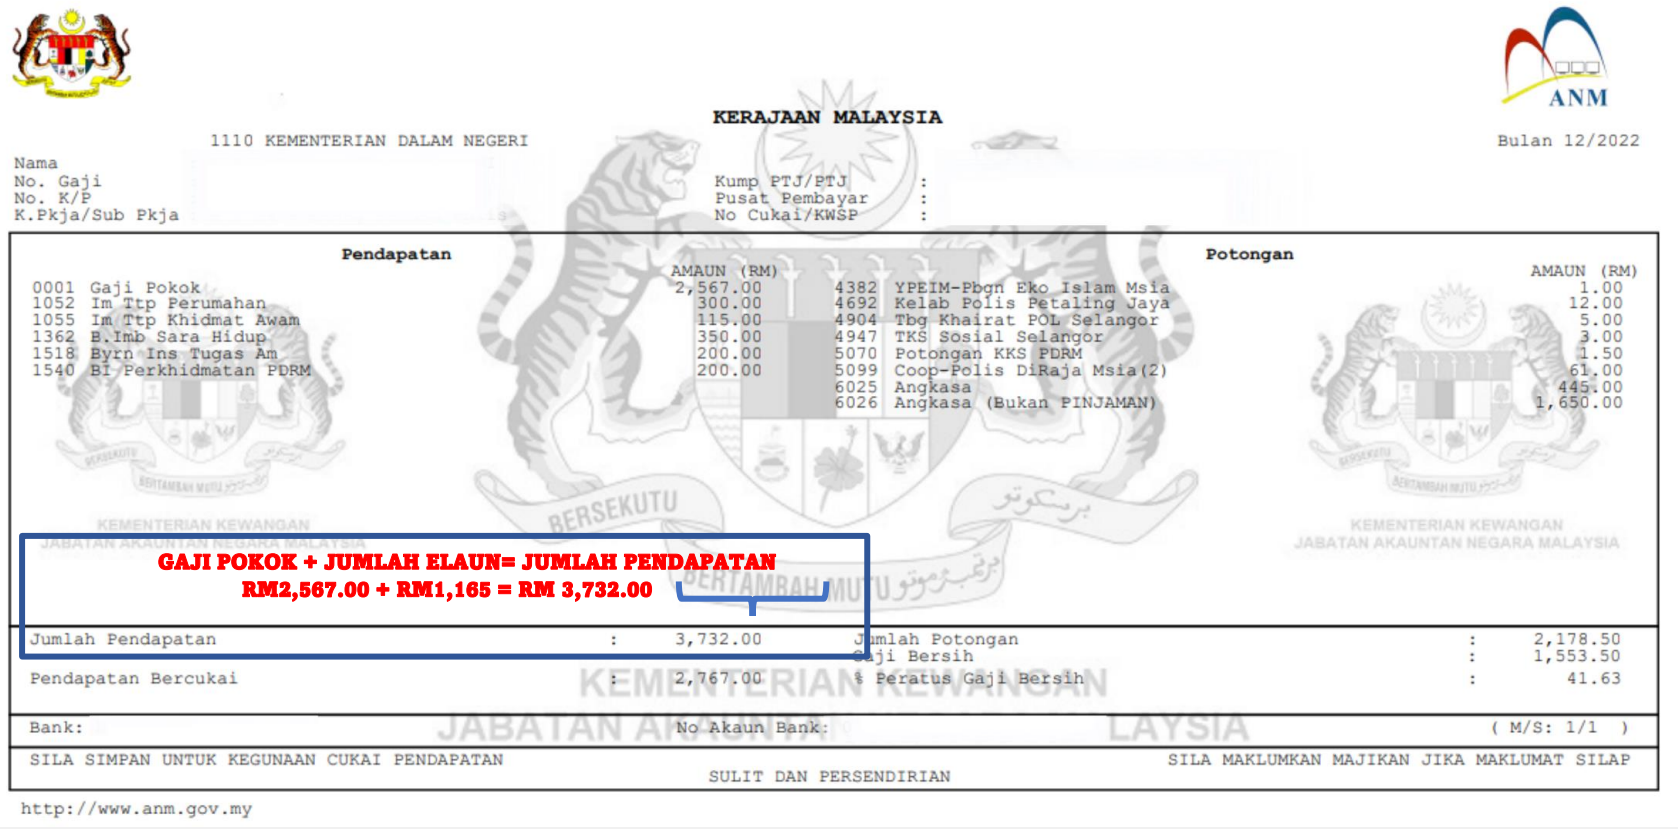 ANM
KERAJAAN MALAYSIA
1110 KEMENTERIAN DALAM NEGERI
Bulan 12/2022
Nama
No. Gaji
No. K/P
K.Pkja/Sub Pkja
Kump PTJ/PTJ :
Pusat Pembayar :
No Cukai/KWSP :
Pendapatan Potongan
AMAUN (RM) AMAUN (RM)
0001 Gaji Pokok 2,567.00 4382 YPEIM-Pbgn Eko Islam Msia 1.00
1052 Im Ttp Perumahan 300.00 4692 Kelab Polis Petaling Jaya 12.00
1055 Im Ttp Khidmat Awam 115.00 4904 Tbg Khairat POL Selangor 5.00
1362 B.Imb Sara Hidup 350.00 4947 TKS Sosial Selangor 3.00
1518 Byrn Ins Tugas Am 200.00 5070 Potongan KKS PDRM 1.50
1540 BI Perkhidmatan PDRM 200.00 5099 Coop-Polis DiRaja Msia(2) 61.00
6025 Angkasa 445.00
6026 Angkasa (Bukan PINJAMAN) 1,650.00
BERSEKUTU برسکوتو
BERTAMBAH MUTU برتمبه موتو
KEMENTERIAN KEWANGAN
JABATAN AKAUNTAN NEGARA MALAYSIA
KEMENTERIAN KEWANGAN
JABATAN AKAUNTAN NEGARA MALAYSIA
GAJI POKOK + JUMLAH ELAUN= JUMLAH PENDAPATAN
RM2,567.00 + RM1,165 = RM 3,732.00
Jumlah Pendapatan : 3,732.00 Jumlah Potongan : 2,178.50
Gaji Bersih : 1,553.50
Pendapatan Bercukai : 2,767.00 % Peratus Gaji Bersih : 41.63
KEMENTERIAN KEWANGAN
Bank: No Akaun Bank: ( M/S: 1/1 )
SILA SIMPAN UNTUK KEGUNAAN CUKAI PENDAPATAN SILA MAKLUMKAN MAJIKAN JIKA MAKLUMAT SILAP
SULIT DAN PERSENDIRIAN
http://www.anm.gov.my